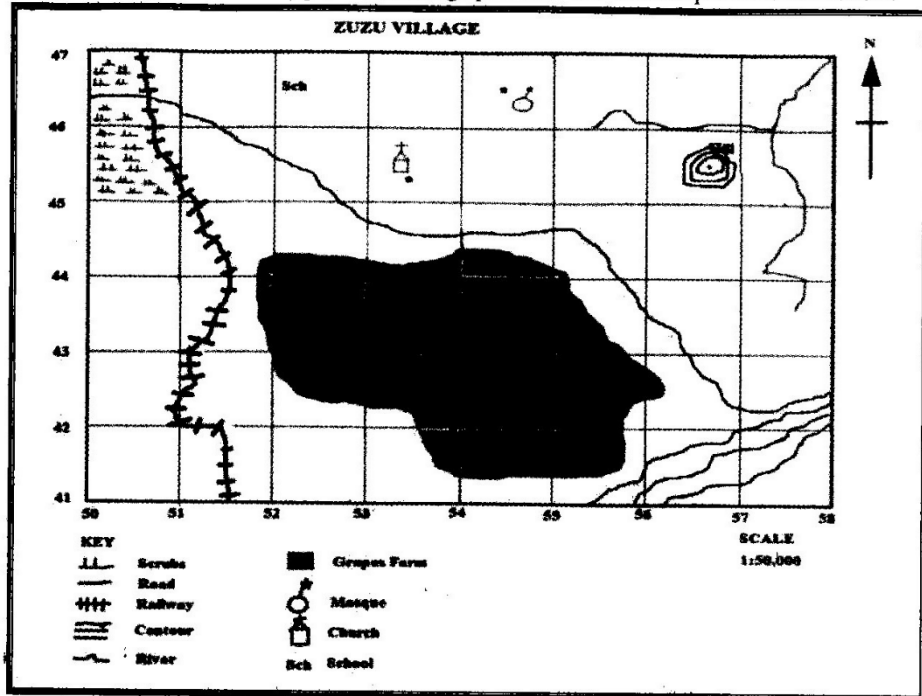 ZUZU VILLAGE
N
47
Sch
46
45
44
43
42
41
50 51 52 53 54 55 56 57 58
KEY
Scrubs
Road
Railway
Contour
River
Grapes Farm
Mosque
Church
Sch School
SCALE
1:50,000